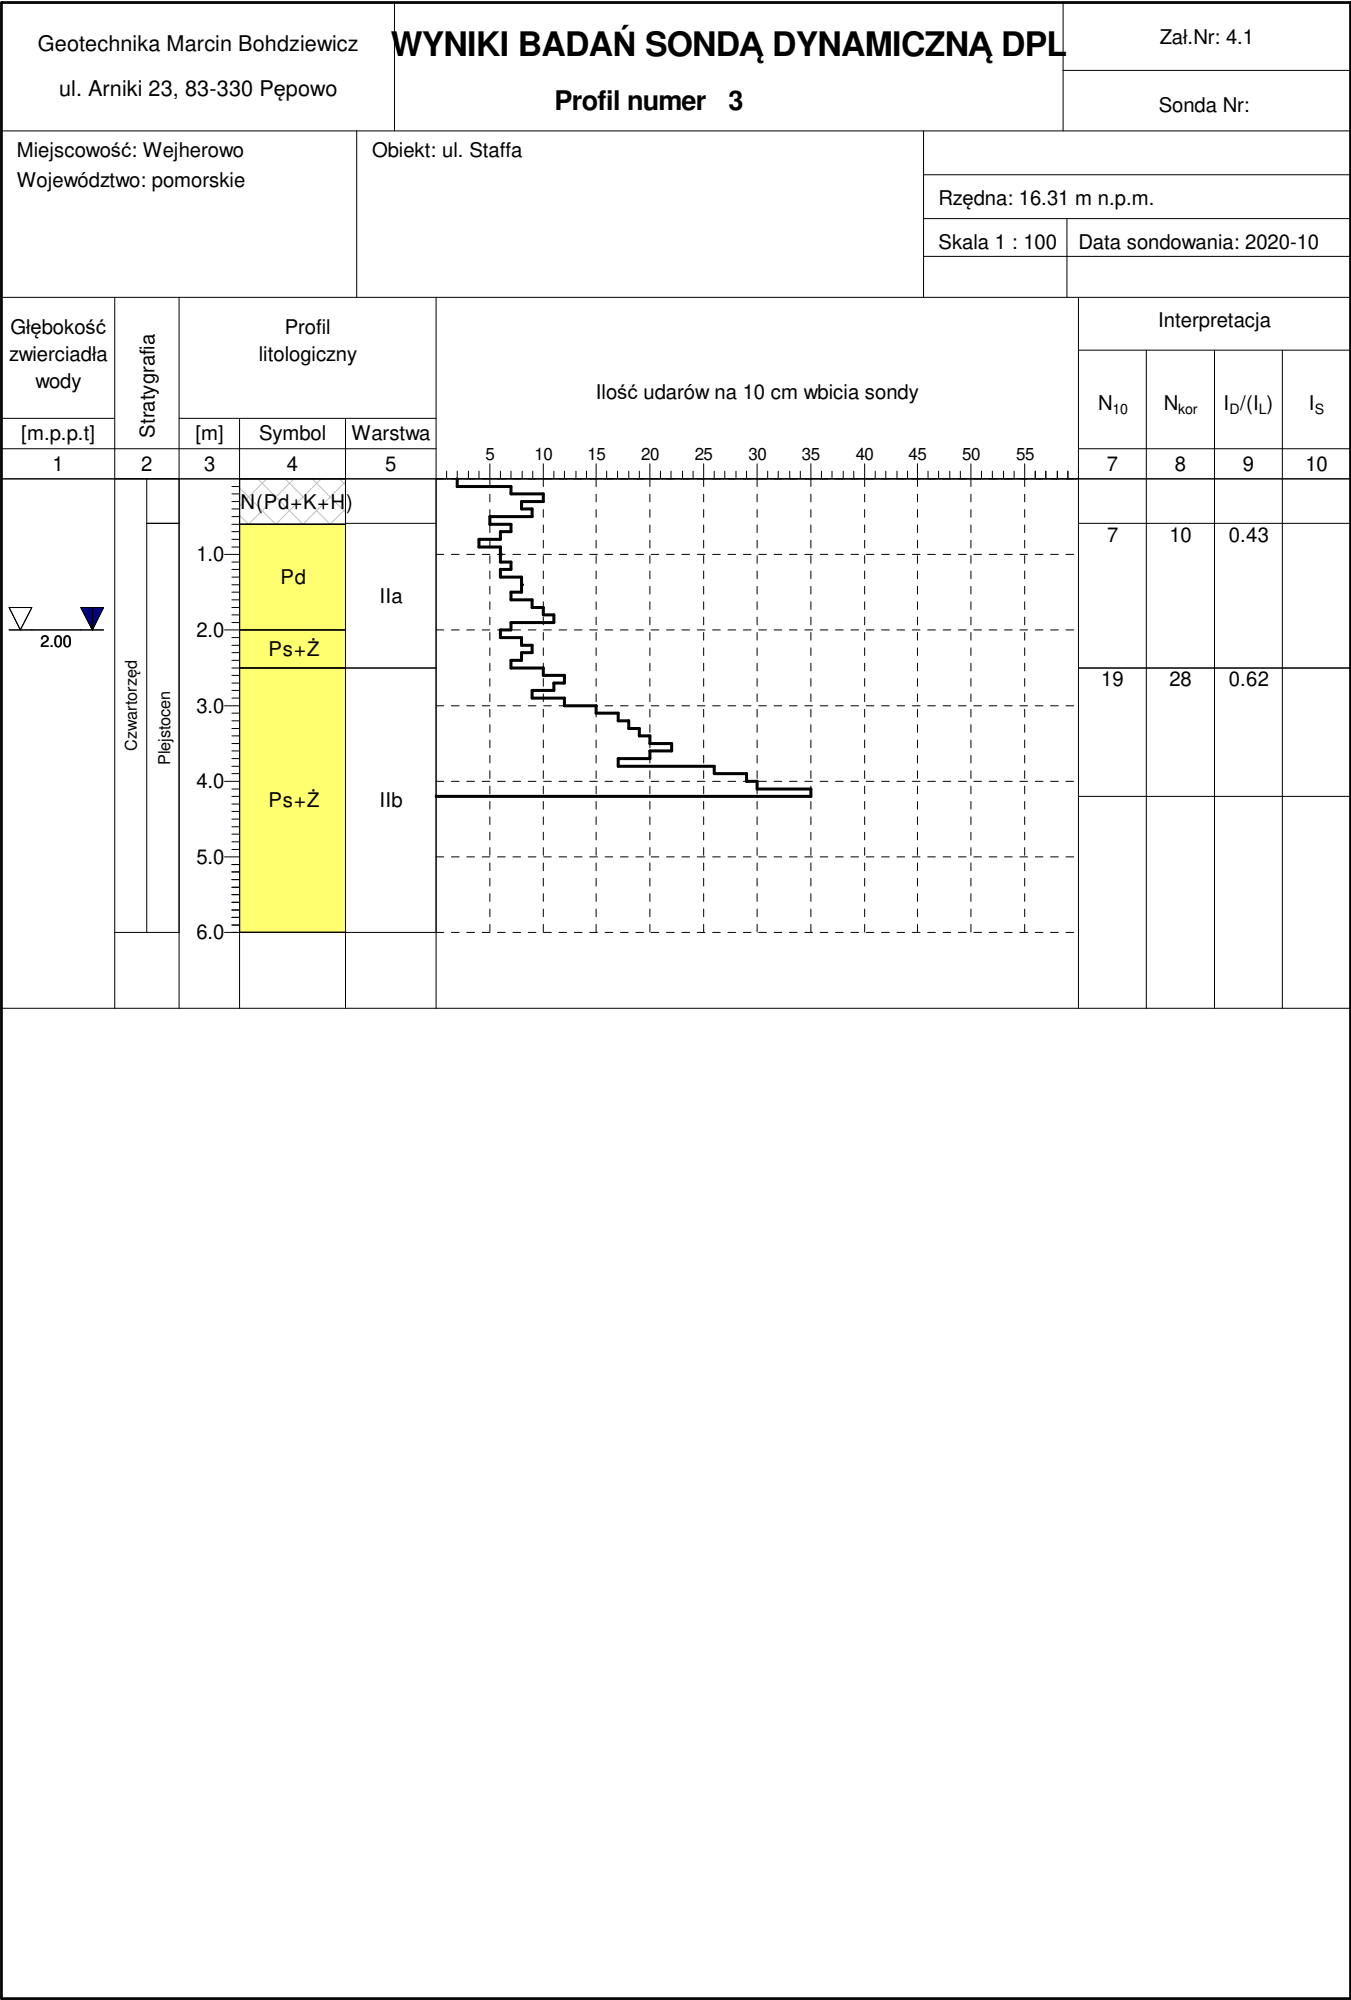 Geotechnika Marcin Bohdziewicz
ul. Arniki 23, 83-330 Pępowo
WYNIKI BADAŃ SONDĄ DYNAMICZNĄ DPL
Profil numer 3
Zał.Nr: 4.1
Sonda Nr:
Miejscowość: Wejherowo
Województwo: pomorskie
Obiekt: ul. Staffa
Rzędna: 16.31 m n.p.m.
Skala 1 : 100
Data sondowania: 2020-10
Głębokość
zwierciadła
wody
[m.p.p.t]
Stratygrafia
Profil
litologiczny
[m]
Symbol
Warstwa
Ilość udarów na 10 cm wbicia sondy
Interpretacja
N10
Nkor
ID/(IL)
IS
1
2
3
4
5
5 10 15 20 25 30 35 40 45 50 55
7
8
9
10
2.00
Czwartorzęd
Plejstocen
1.0
2.0
3.0
4.0
5.0
6.0
N(Pd+K+H)
Pd
Ps+Ż
Ps+Ż
IIa
IIb
7 10 0.43
19 28 0.62